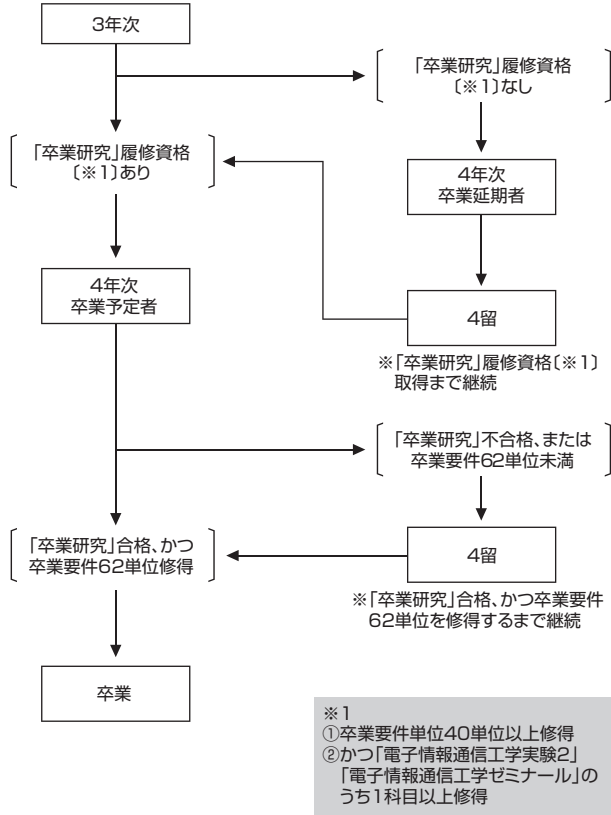 3年次
「卒業研究」履修資格
〔※1〕なし
「卒業研究」履修資格
〔※1〕あり
4年次
卒業延期者
4年次
卒業予定者
4留
※「卒業研究」履修資格〔※1〕
取得まで継続
「卒業研究」不合格、または
卒業要件62単位未満
「卒業研究」合格、かつ
卒業要件62単位修得
4留
※「卒業研究」合格、かつ卒業要件
62単位を修得するまで継続
卒業
※1
①卒業要件単位40単位以上修得
②かつ「電子情報通信工学実験2」
「電子情報通信工学ゼミナール」の
うち1科目以上修得